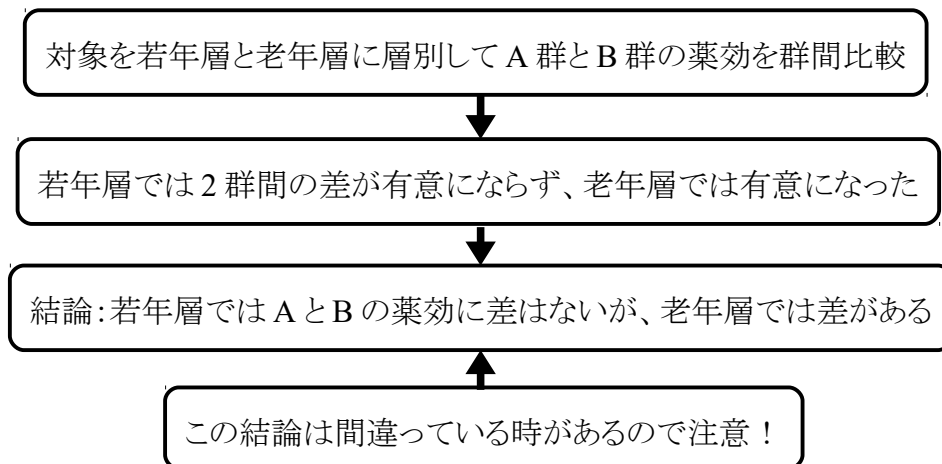 対象を若年層と老年層に層別して A 群と B 群の薬効を群間比較
若年層では 2 群間の差が有意にならず、老年層では有意になった
結論:若年層では A と B の薬効に差はないが、老年層では差がある
この結論は間違っている時があるので注意!